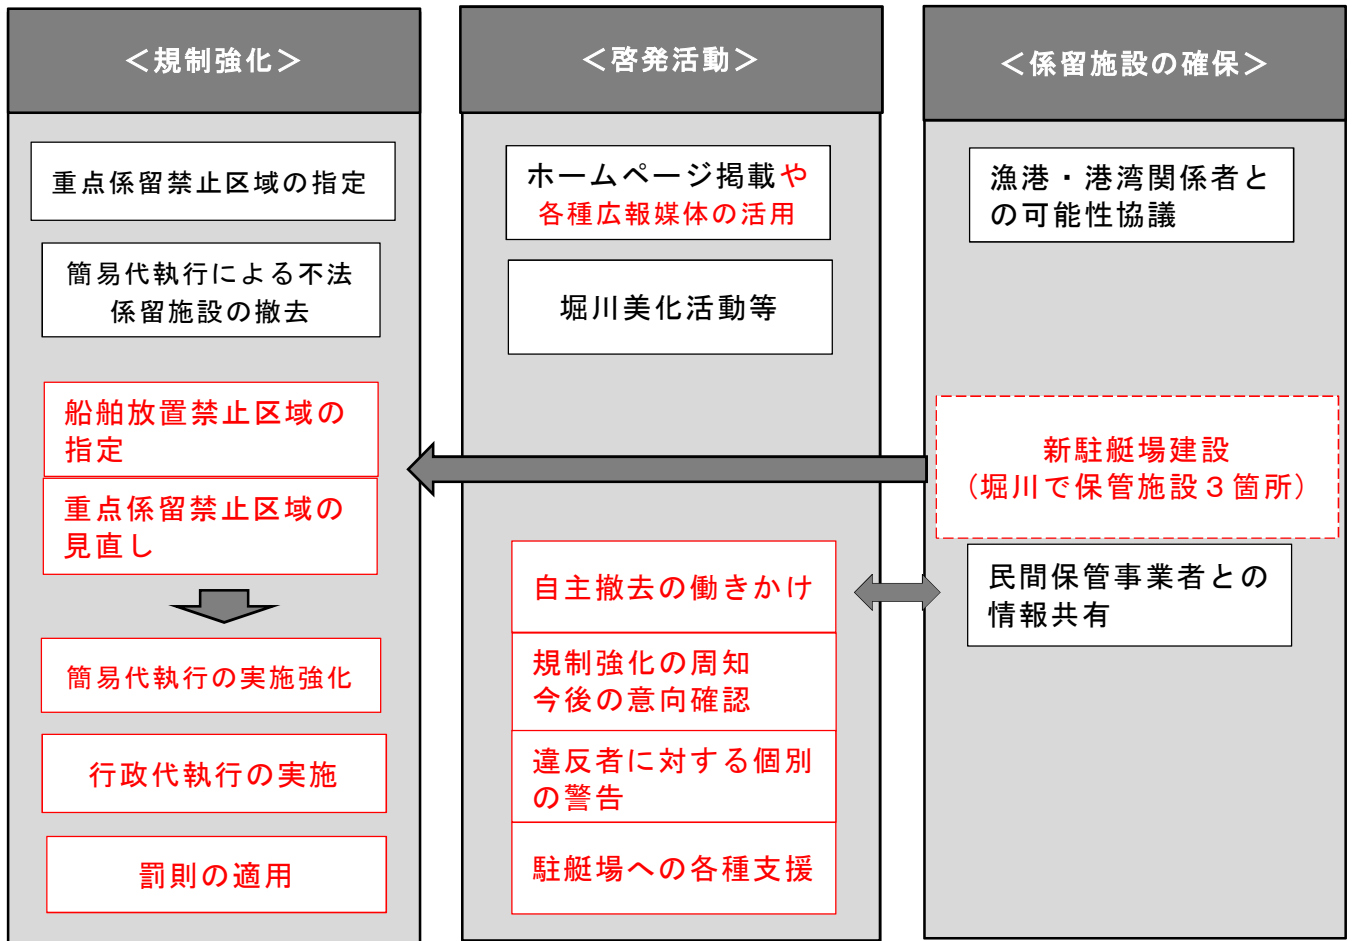 ＜規制強化＞
重点係留禁止区域の指定
簡易代執行による不法
係留施設の撤去
船舶放置禁止区域の
指定
重点係留禁止区域の
見直し
簡易代執行の実施強化
行政代執行の実施
罰則の適用
＜啓発活動＞
ホームページ掲載や
各種広報媒体の活用
堀川美化活動等
自主撤去の働きかけ
規制強化の周知
今後の意向確認
違反者に対する個別
の警告
駐艇場への各種支援
＜係留施設の確保＞
漁港・港湾関係者と
の可能性協議
新駐艇場建設
（堀川で保管施設３箇所）
民間保管事業者との
情報共有